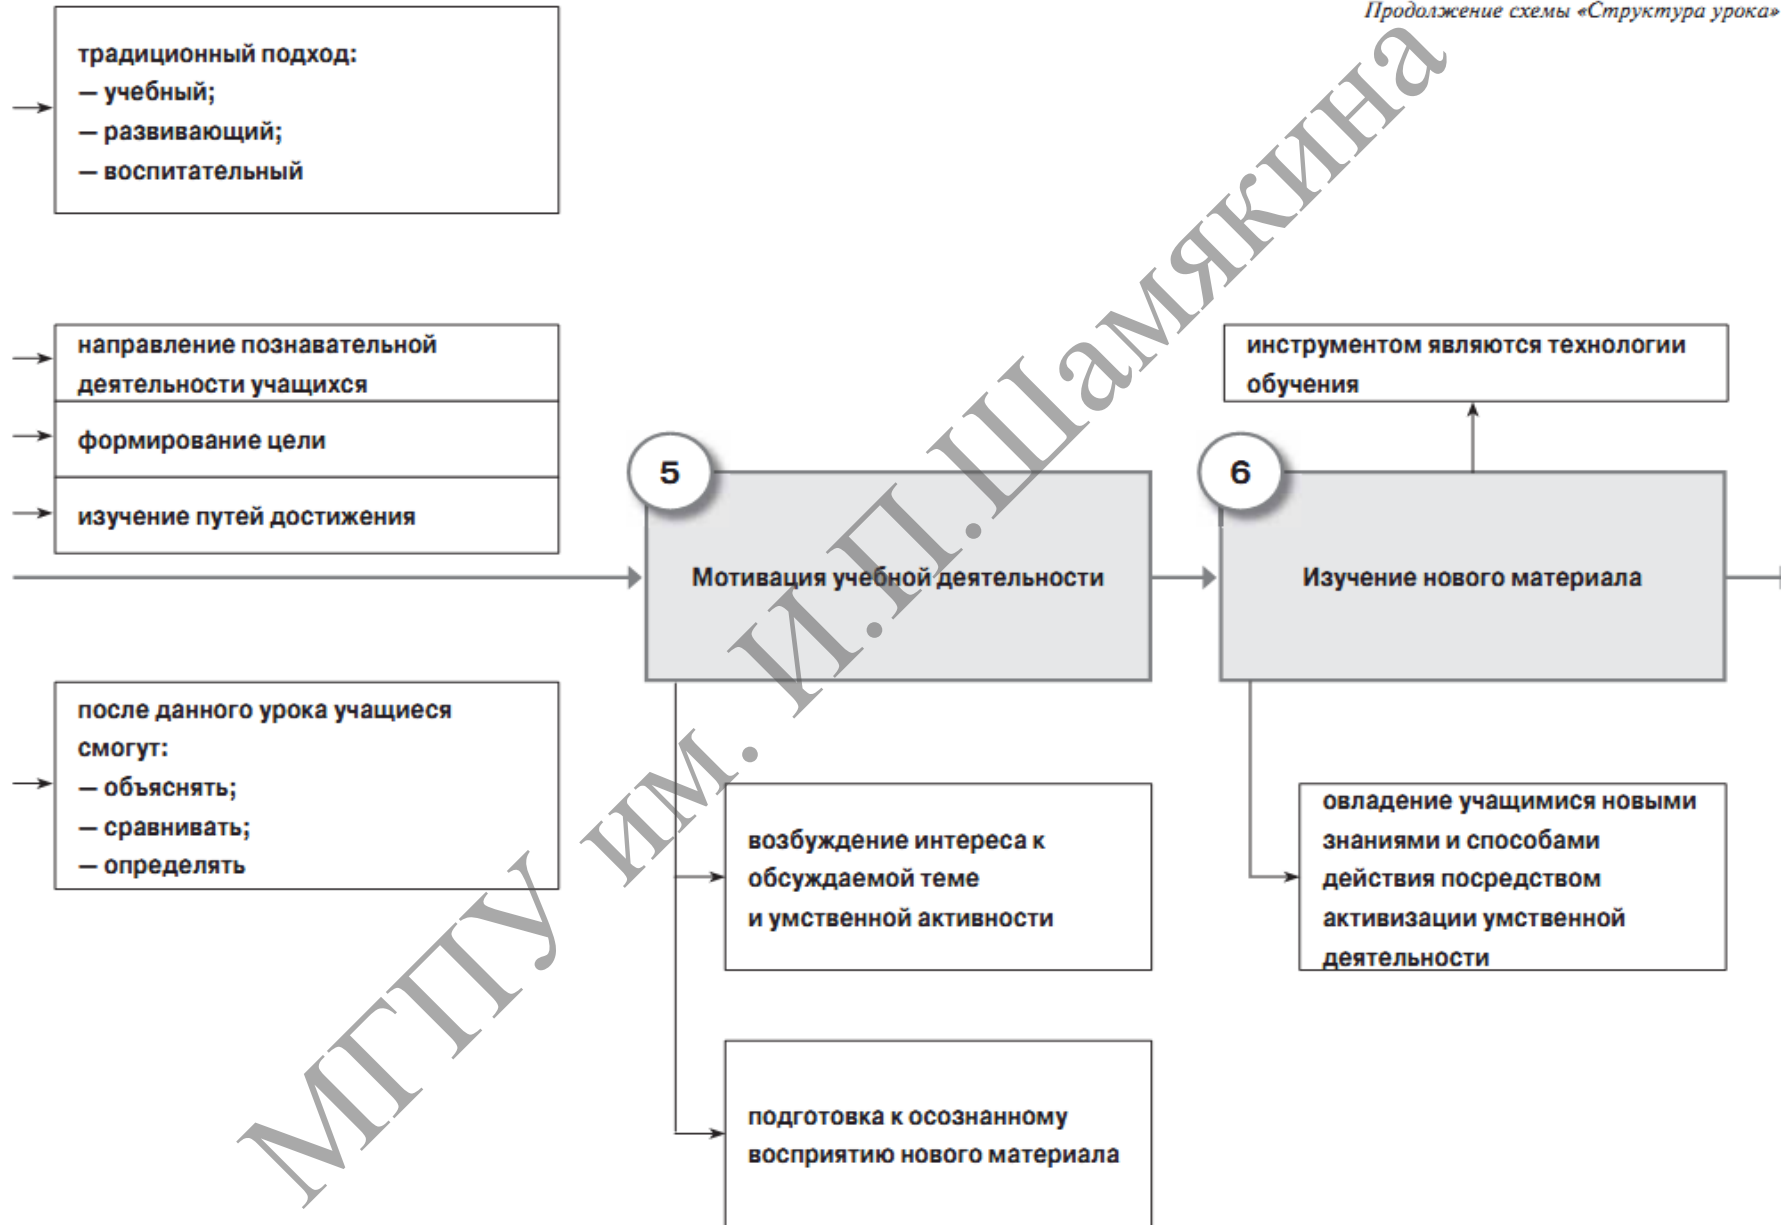 Продолжение схемы «Структура урока»
традиционный подход:
— учебный;
— развивающий;
— воспитательный
направление познавательной
деятельности учащихся
формирование цели
изучение путей достижения
после данного урока учащиеся
смогут:
— объяснять;
— сравнивать;
— определять
5
Мотивация учебной деятельности
возбуждение интереса к
обсуждаемой теме
и умственной активности
подготовка к осознанному
восприятию нового материала
6
инструментом являются технологии
обучения
Изучение нового материала
овладение учащимися новыми
знаниями и способами
действия посредством
активизации умственной
деятельности
МГПУ им. И.П.Шамякина